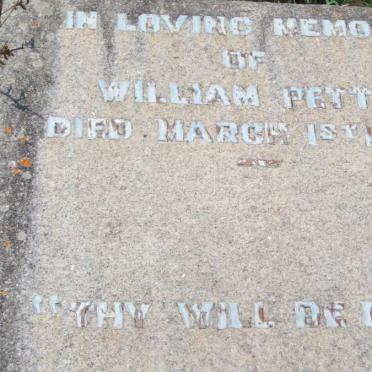 IN LOVING MEMO
OF
WILLIAM PETT
DIED MARCH 1ST
"THY WILL BE